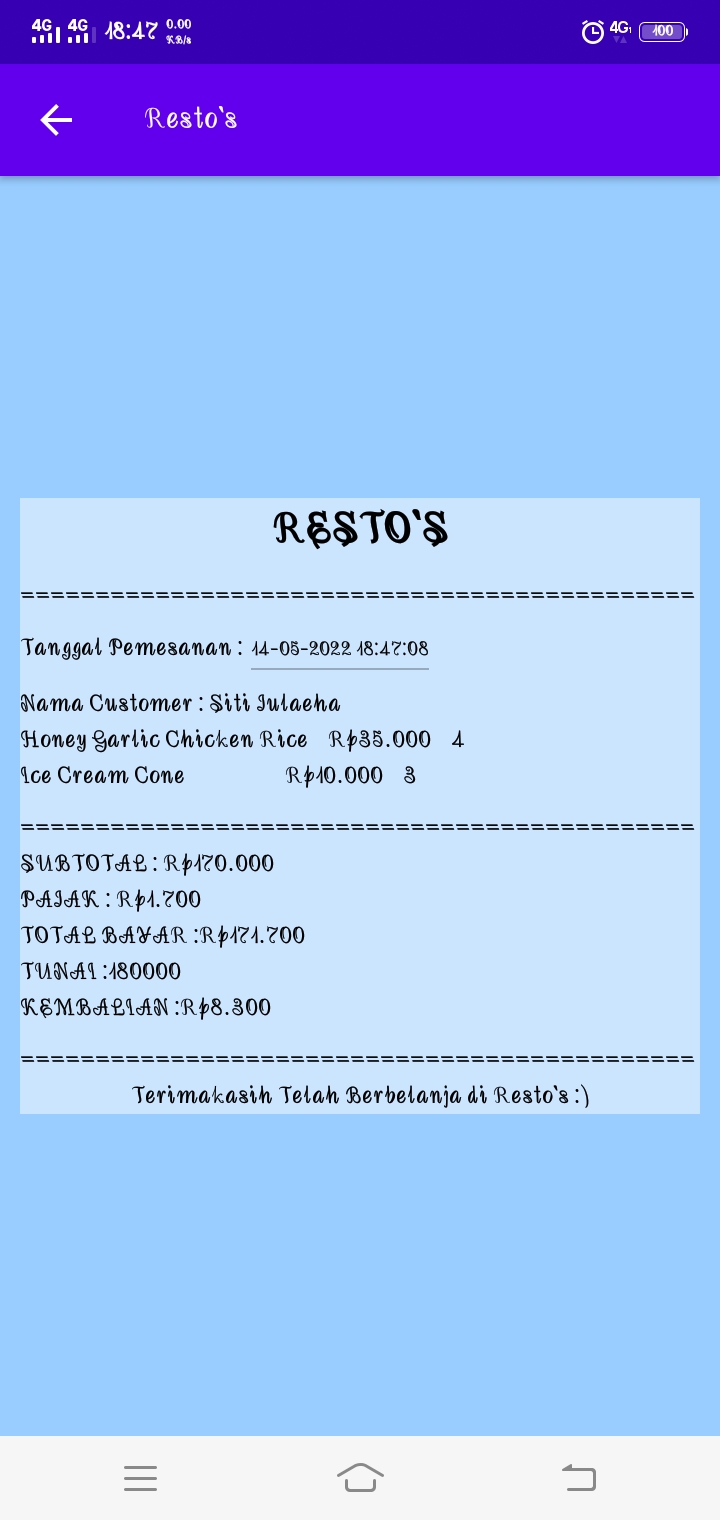 4G 4G 18:47 0.00 KB/s 4G 100
Resto's
RESTO'S
=============================================
Tanggal Pemesanan : 14-05-2022 18:47:08
Nama Customer : Siti Julaeha
Honey Garlic Chicken Rice Rp35.000 4
Ice Cream Cone Rp10.000 3
=============================================
SUBTOTAL : Rp170.000
PAJAK : Rp1.700
TOTAL BAYAR :Rp171.700
TUNAI :180000
KEMBALIAN :Rp8.300
=============================================
Terimakasih Telah Berbelanja di Resto's :)